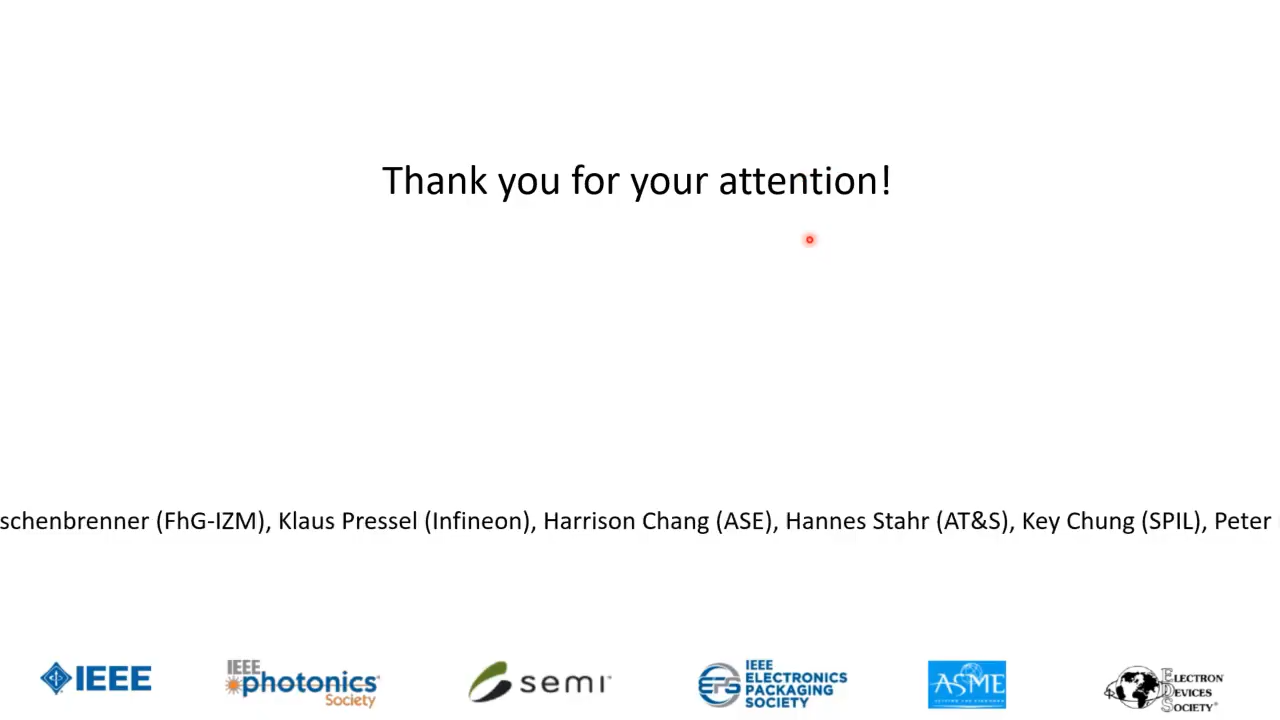 Thank you for your attention!
schenbrenner (FhG-IZM), Klaus Pressel (Infineon), Harrison Chang (ASE), Hannes Stahr (AT&S), Key Chung (SPIL), Peter
IEEE
IEEE
photonics
Society
semi
EPS
IEEE
ELECTRONICS
PACKAGING
SOCIETY
ASME
ELECTRON
DEVICES
SOCIETY®